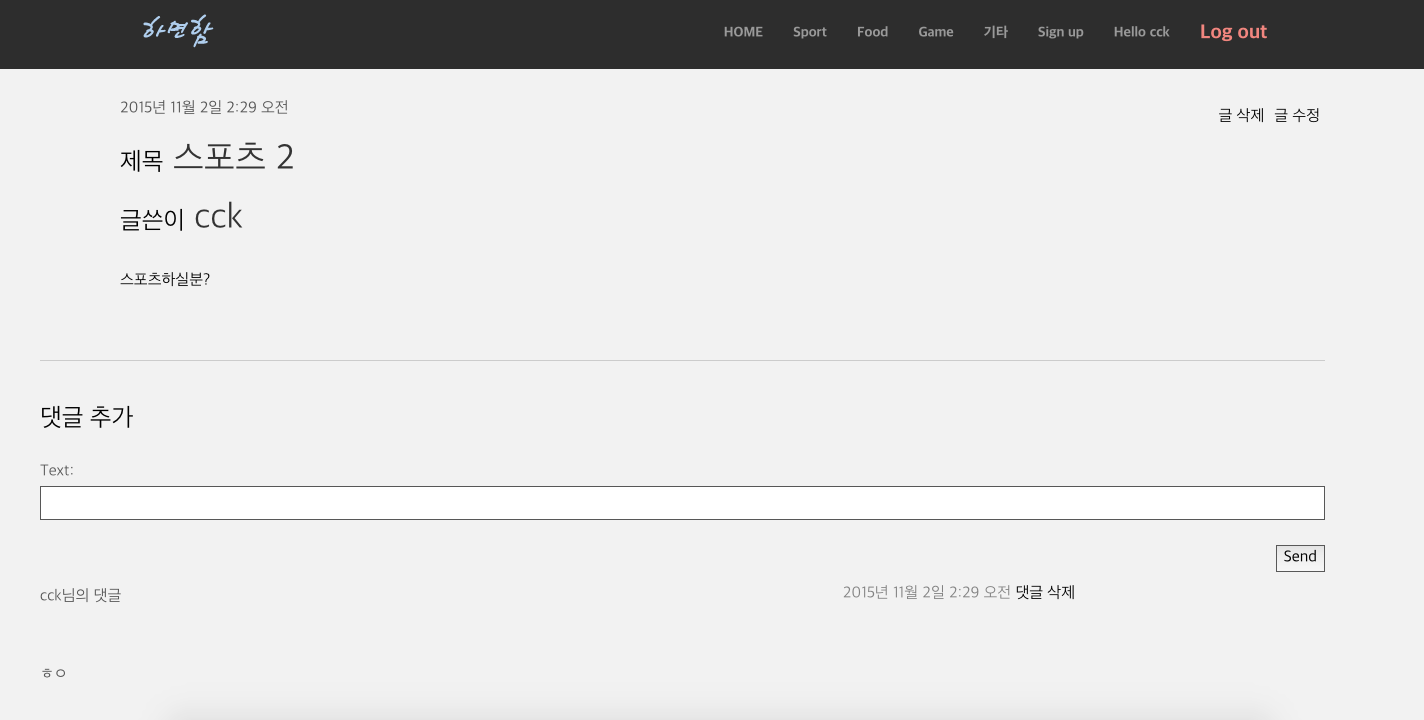 하면함 HOME Sport Food Game 기타 Sign up Hello cck Log out
2015년 11월 2일 2:29 오전
글 삭제 글 수정
제목 스포츠 2
글쓴이 cck
스포츠하실분?
댓글 추가
Text:
Send
cck님의 댓글
2015년 11월 2일 2:29 오전 댓글 삭제
ㅎㅇ